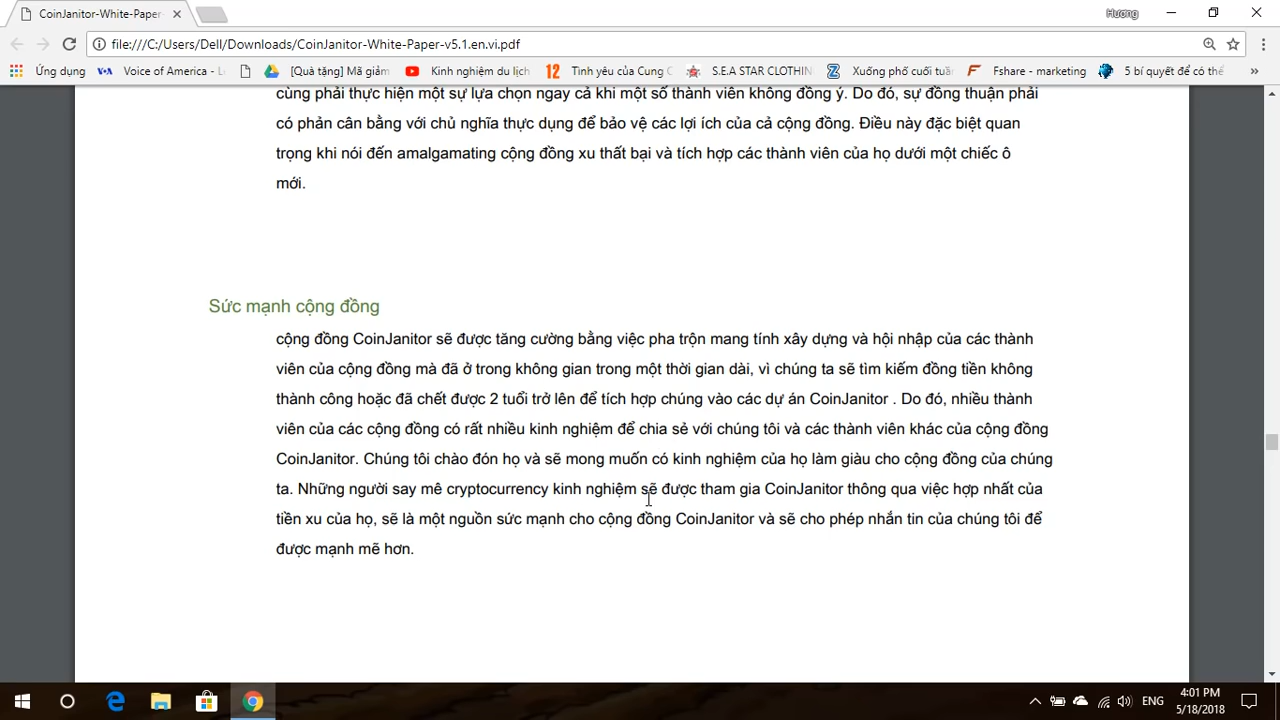 CoinJanitor-White-Paper-
Hương
file:///C:/Users/Dell/Downloads/CoinJanitor-White-Paper-v5.1.en.vi.pdf
Ứng dụng VOA Voice of America - L [Quà tặng] Mã giảm Kinh nghiệm du lịch 12 Tình yêu của Cung S.E.A STAR CLOTHIN Z Xuống phố cuối tuần F Fshare - marketing 5 bí quyết để có thể »
cùng phải thực hiện một sự lựa chọn ngay cả khi một số thành viên không đồng ý. Do đó, sự đồng thuận phải
có phản cân bằng với chủ nghĩa thực dụng để bảo vệ các lợi ích của cả cộng đồng. Điều này đặc biệt quan
trọng khi nói đến amalgamating cộng đồng xu thất bại và tích hợp các thành viên của họ dưới một chiếc ô
mới.
Sức mạnh cộng đồng
cộng đồng CoinJanitor sẽ được tăng cường bằng việc pha trộn mang tính xây dựng và hội nhập của các thành
viên của cộng đồng mà đã ở trong không gian trong một thời gian dài, vì chúng ta sẽ tìm kiếm đồng tiền không
thành công hoặc đã chết được 2 tuổi trở lên để tích hợp chúng vào các dự án CoinJanitor . Do đó, nhiều thành
viên của các cộng đồng có rất nhiều kinh nghiệm để chia sẻ với chúng tôi và các thành viên khác của cộng đồng
CoinJanitor. Chúng tôi chào đón họ và sẽ mong muốn có kinh nghiệm của họ làm giàu cho cộng đồng của chúng
ta. Những người say mê cryptocurrency kinh nghiệm sẽ được tham gia CoinJanitor thông qua việc hợp nhất của
tiền xu của họ, sẽ là một nguồn sức mạnh cho cộng đồng CoinJanitor và sẽ cho phép nhắn tin của chúng tôi để
được mạnh mẽ hơn.
ENG
4:01 PM
5/18/2018